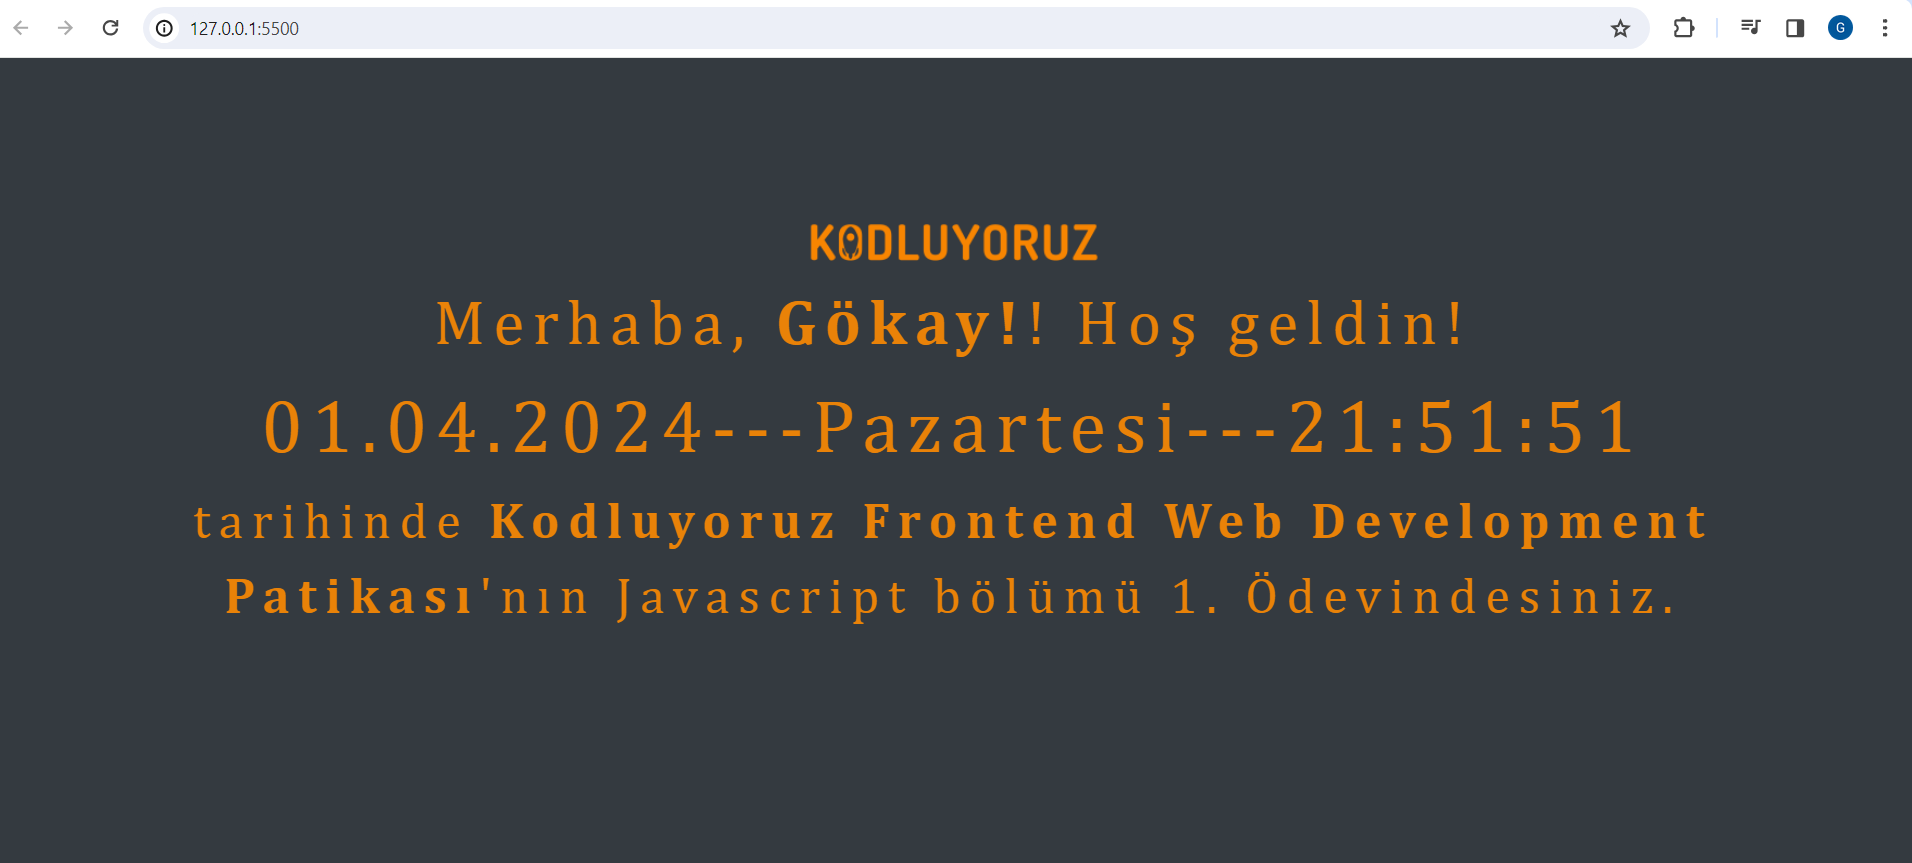 127.0.0.1:5500
G
KODLUYORUZ
Merhaba, Gökay!! Hoş geldin!
01.04.2024---Pazartesi---21:51:51
tarihinde Kodluyoruz Frontend Web Development
Patikası'nın Javascript bölümü 1. Ödevindesiniz.